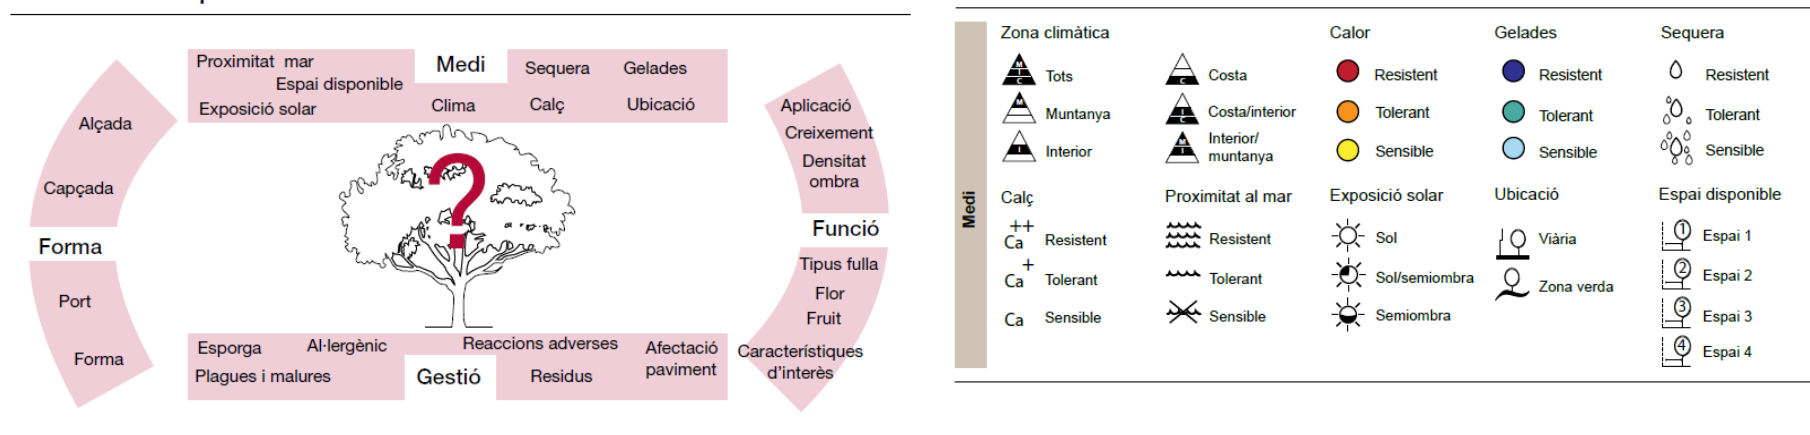 Proximitat mar
Espai disponible
Exposició solar
Medi
Clima
Sequera
Gelades
Calç
Ubicació
Alçada
Capçada
Forma
Port
Forma
?
Aplicació
Creixement
Densitat
ombra
Funció
Tipus fulla
Flor
Fruit
Característiques
d'interès
Esporga
Al·lergènic
Reaccions adverses
Afectació
paviment
Plagues i malures
Gestió
Residus
Medi
Zona climàtica
M
I
C
Tots
M
Muntanya
I
Interior
C
Costa
I
C
Costa/interior
M
I
Interior/
muntanya
Calor
Resistent
Tolerant
Sensible
Gelades
Resistent
Tolerant
Sensible
Sequera
Resistent
Tolerant
Sensible
Calç
Ca ++ Resistent
Ca + Tolerant
Ca Sensible
Proximitat al mar
Resistent
Tolerant
Sensible
Exposició solar
Sol
Sol/semiombra
Semiombra
Ubicació
Viària
Zona verda
Espai disponible
1 Espai 1
2 Espai 2
3 Espai 3
4 Espai 4